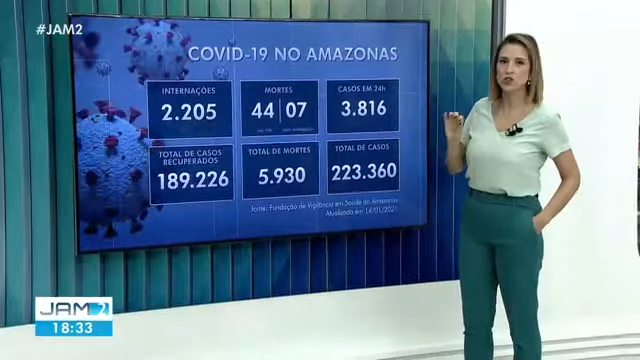 #JAM2
COVID-19 NO AMAZONAS
INTERNAÇÕES
2.205
MORTES
44 | 07
CASOS EM 24h
3.816
TOTAL DE CASOS
RECUPERADOS
189.226
TOTAL DE MORTES
5.930
TOTAL DE CASOS
223.360
fonte: Fundação de Vigilância em Saúde do Amazonas
Atualizado em 14/01/2021
JAM2
18:33